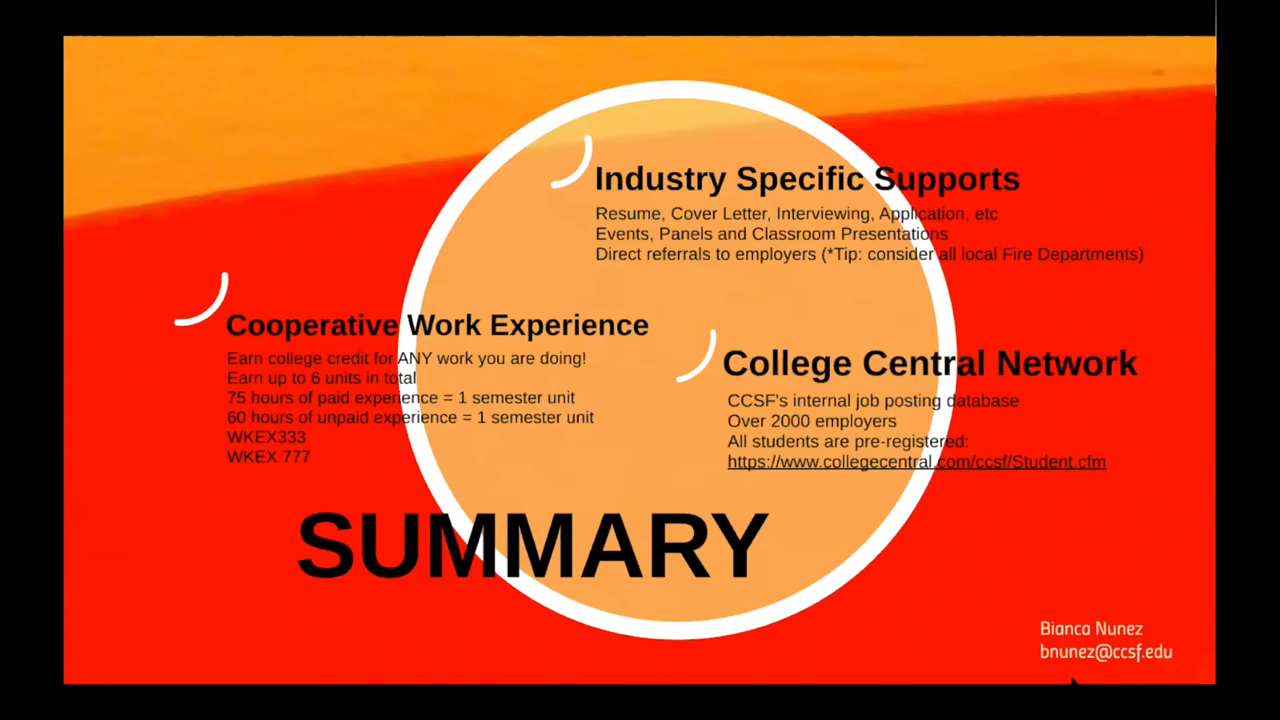 Industry Specific Supports
Resume, Cover Letter, Interviewing, Application, etc
Events, Panels and Classroom Presentations
Direct referrals to employers (*Tip: consider all local Fire Departments)
Cooperative Work Experience
Earn college credit for ANY work you are doing!
Earn up to 6 units in total
75 hours of paid experience = 1 semester unit
60 hours of unpaid experience = 1 semester unit
WKEX333
WKEX 777
College Central Network
CCSF's internal job posting database
Over 2000 employers
All students are pre-registered:
https://www.collegecentral.com/ccsf/Student.cfm
SUMMARY
Bianca Nunez
bnunez@ccsf.edu